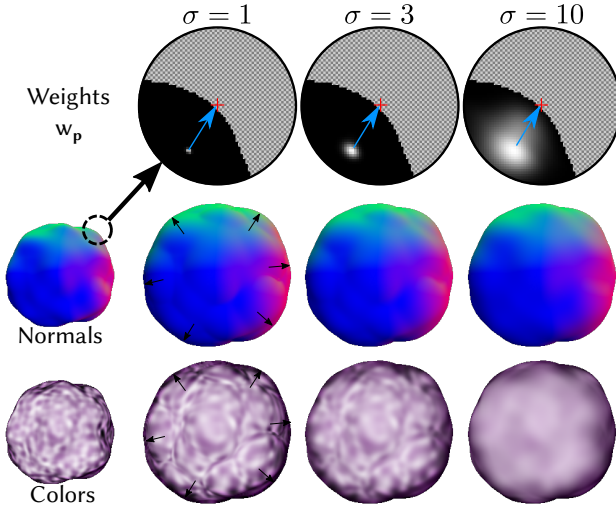 σ = 1
σ = 3
σ = 10
Weights
w_p
Normals
Colors